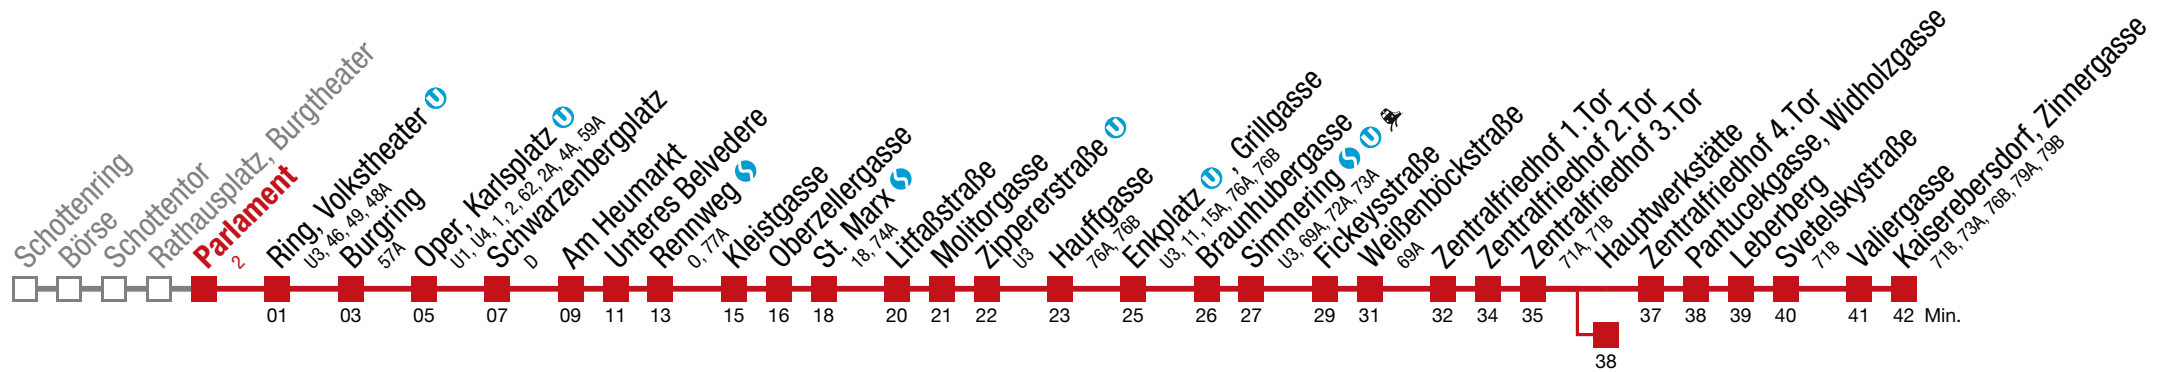 Schottenring
Börse
Schottentor
Rathausplatz, Burgtheater
Parlament
2
Ring, Volkstheater U
U3, 46, 49, 48A
Burgring
57A
Oper, Karlsplatz U
U1, U4, 1, 2, 62, 2A, 4A, 59A
Schwarzenbergplatz
D
Am Heumarkt
Unteres Belvedere
Rennweg S
O, 77A
Kleistgasse
Oberzellergasse
St. Marx S
18, 74A
Litfaßstraße
Molitorgasse
Zippererstraße U
U3
Hauffgasse
76A, 76B
Enkplatz U, Grillgasse
U3, 11, 15A, 76A, 76B
Braunhubergasse
Simmering S U
U3, 69A, 72A, 73A
Fickeysstraße
Weißenböckstraße
69A
Zentralfriedhof 1.Tor
Zentralfriedhof 2.Tor
Zentralfriedhof 3.Tor
71A, 71B
Hauptwerkstätte
Zentralfriedhof 4.Tor
Pantucekgasse, Widholzgasse
Leberberg
Svetelskystraße
71B
Valiergasse
Kaiserebersdorf, Zinnergasse
71B, 73A, 76B, 79A, 79B
01 03 05 07 09 11 13 15 16 18 20 21 22 23 25 26 27 29 31 32 34 35 37 38 39 40 41 42 Min.
38